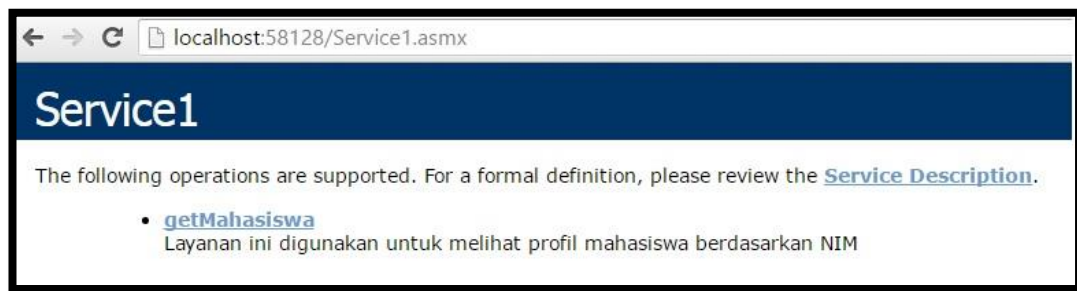 localhost:58128/Service1.asmx
Service1
The following operations are supported. For a formal definition, please review the Service Description.
getMahasiswa
Layanan ini digunakan untuk melihat profil mahasiswa berdasarkan NIM